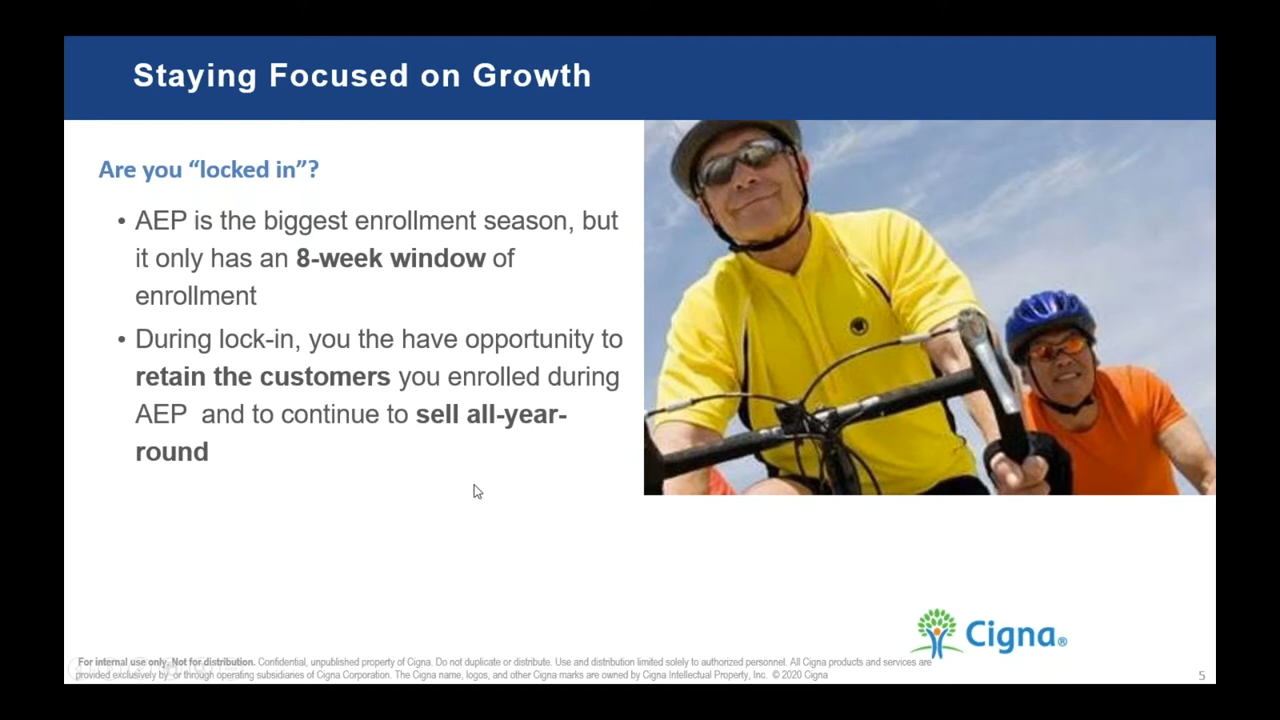 Staying Focused on Growth
Are you “locked in”?
• AEP is the biggest enrollment season, but
it only has an 8-week window of
enrollment
• During lock-in, you the have opportunity to
retain the customers you enrolled during
AEP and to continue to sell all-year-
round
Cigna®
For internal use only. Not for distribution. Confidential, unpublished property of Cigna. Do not duplicate or distribute. Use and distribution limited solely to authorized personnel. All Cigna products and services are
provided exclusively by or through operating subsidiaries of Cigna Corporation. The Cigna name, logos, and other Cigna marks are owned by Cigna Intellectual Property, Inc. © 2020 Cigna
5